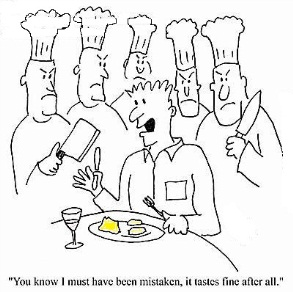 "You know I must have been mistaken, it tastes fine after all."